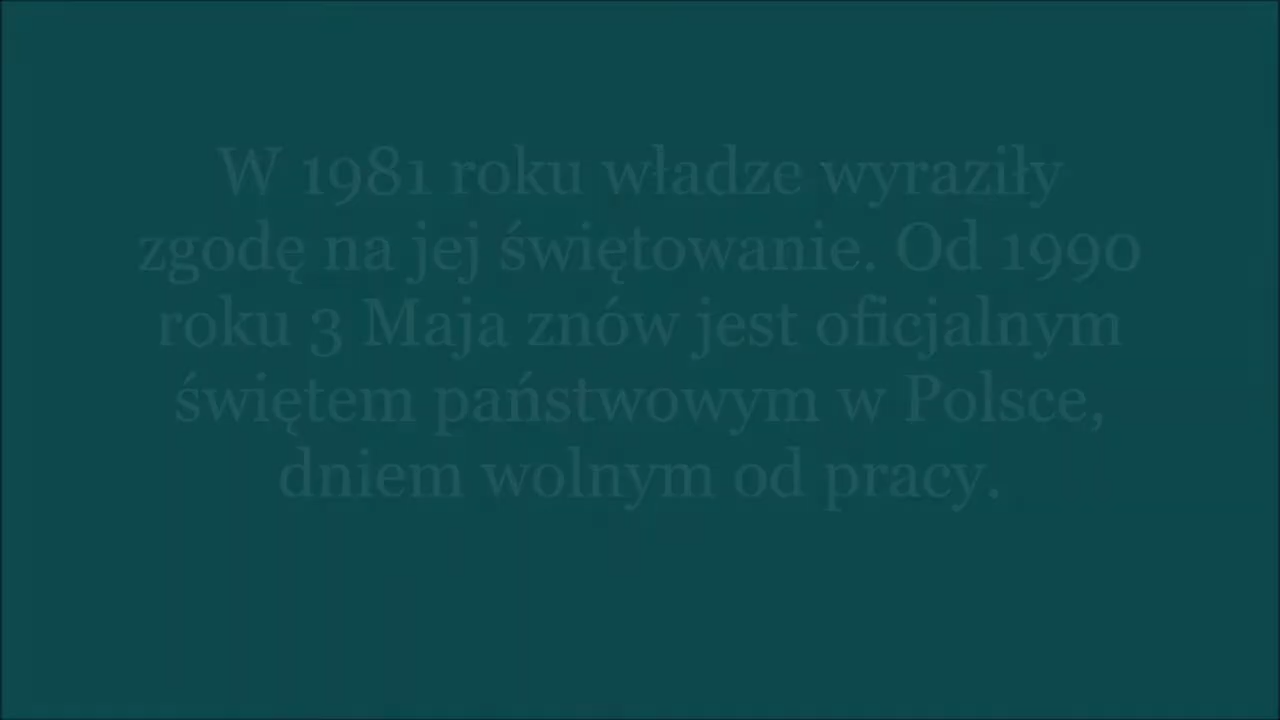 W 1981 roku władze wyraziły
zgodę na jej świętowanie. Od 1990
roku 3 Maja znów jest oficjalnym
świętem państwowym w Polsce,
dniem wolnym od pracy.